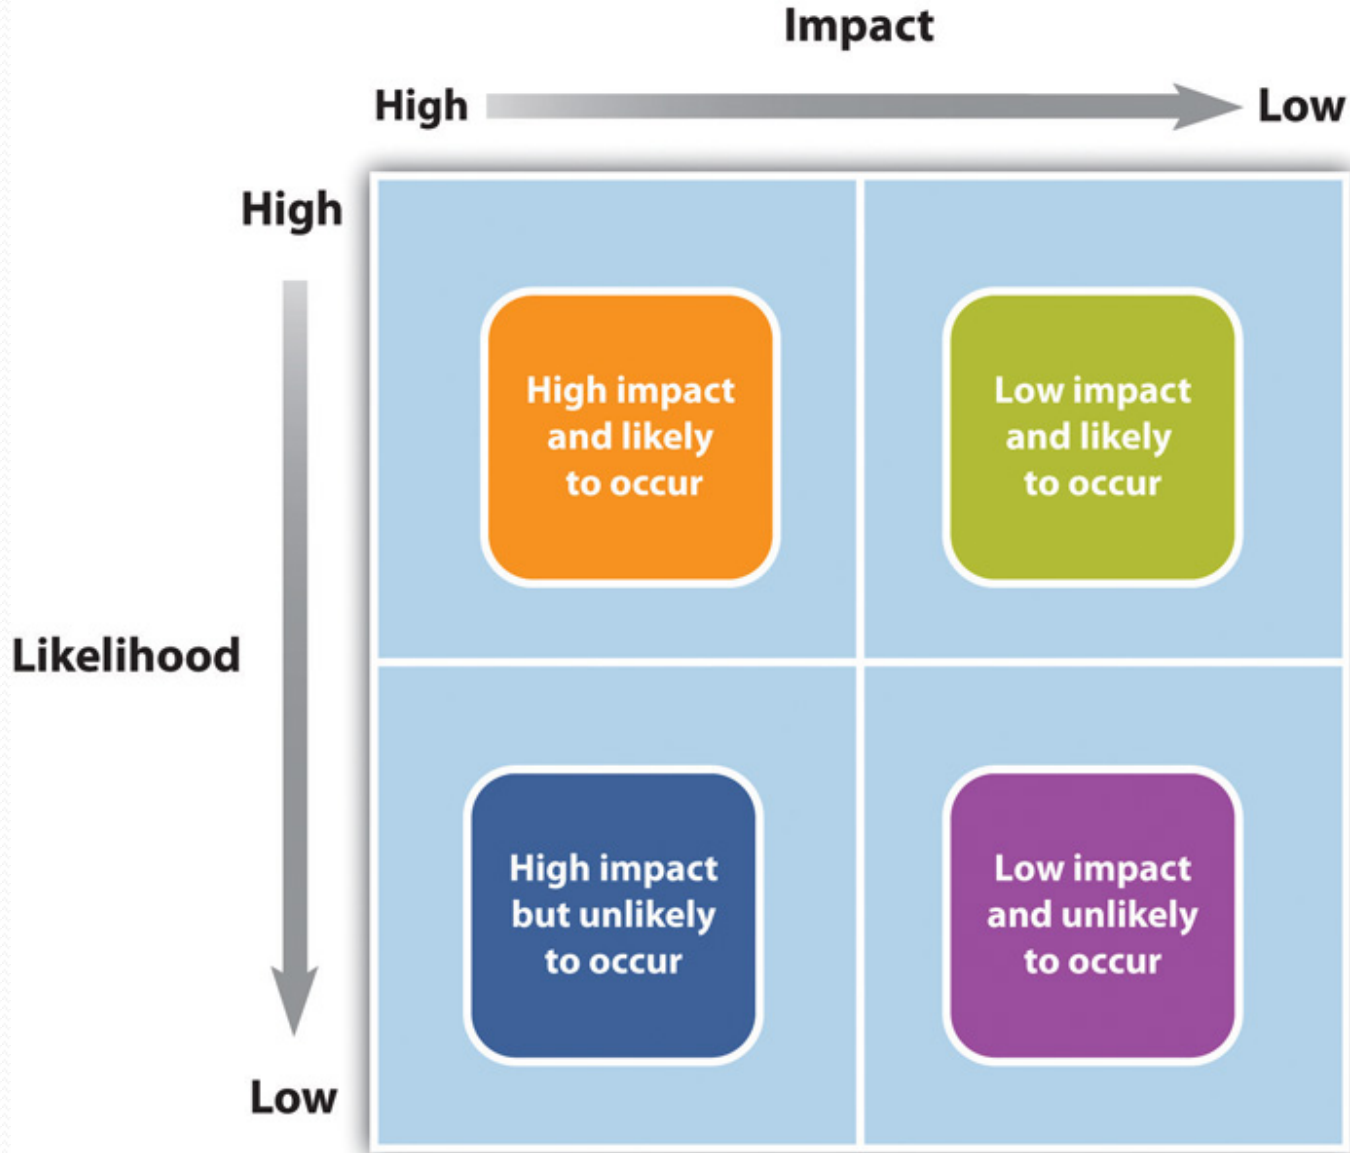 Impact
High
Low
High
High impact
and likely
to occur
Low impact
and likely
to occur
Likelihood
High impact
but unlikely
to occur
Low impact
and unlikely
to occur
Low